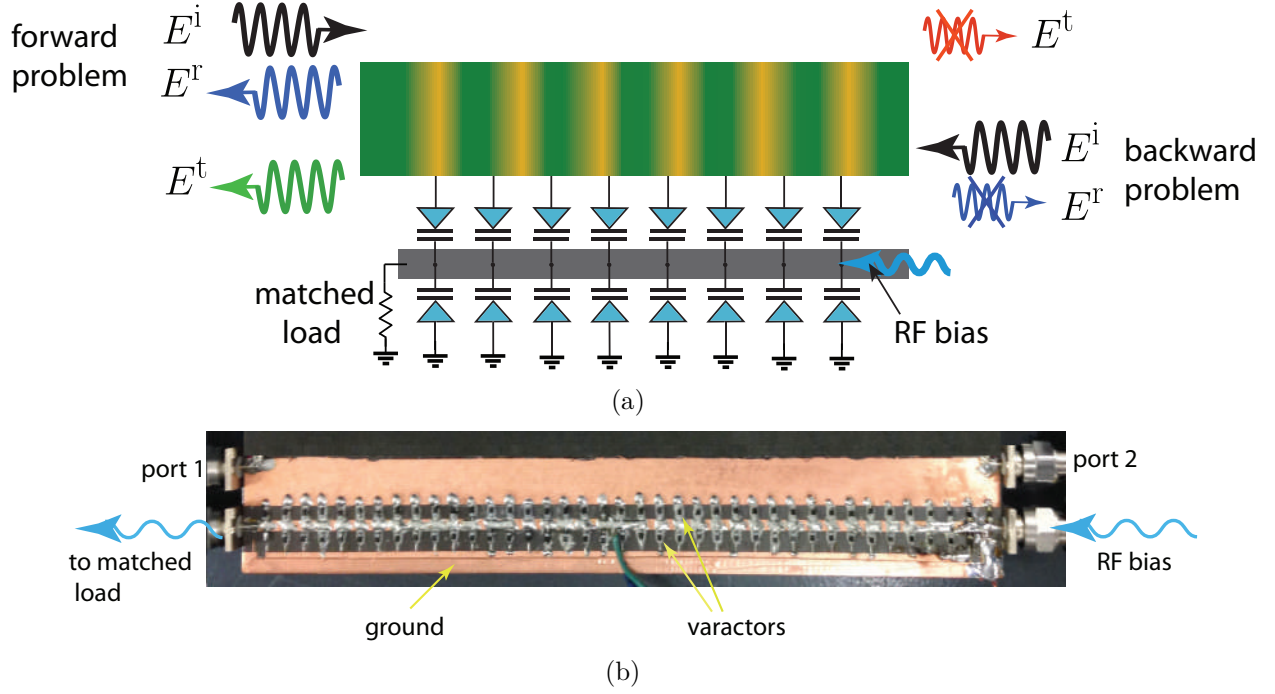 forward
problem
E^i
E^r
E^t
E^t
E^i
E^r
backward
problem
matched
load
RF bias
(a)
port 1
port 2
to matched
load
RF bias
ground
varactors
(b)